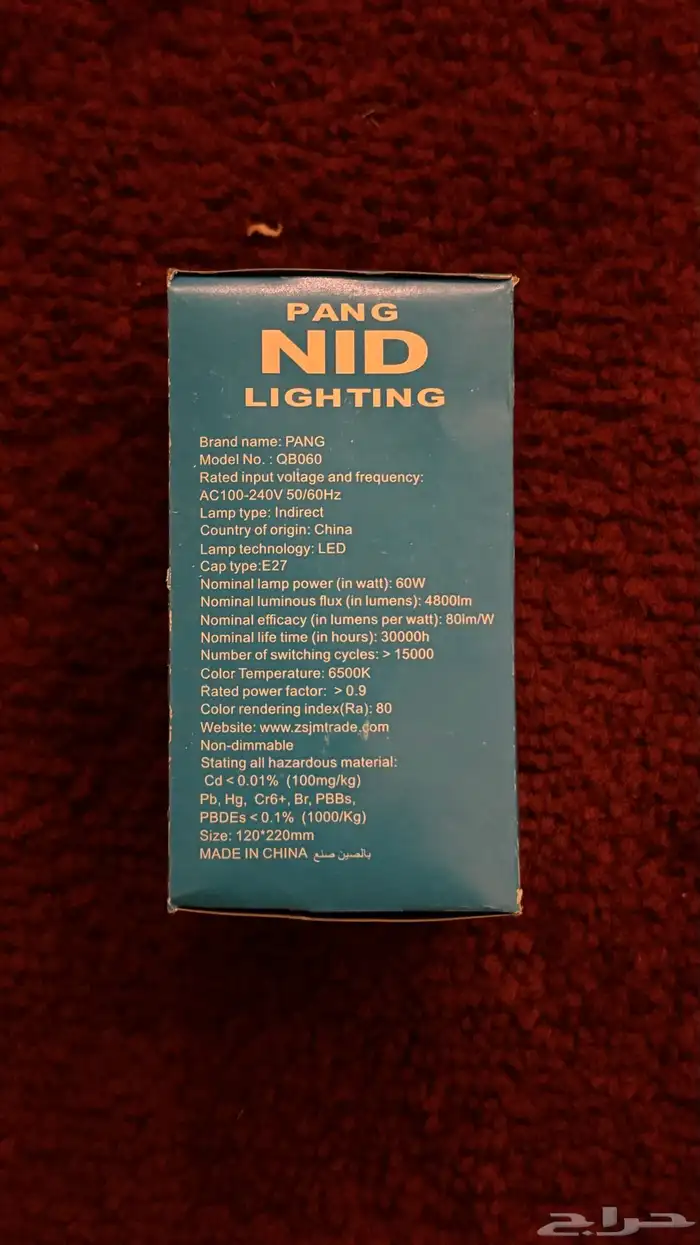 PANG
NID
LIGHTING
Brand name: PANG
Model No. : QB060
Rated input voltage and frequency:
AC100-240V 50/60Hz
Lamp type: Indirect
Country of origin: China
Lamp technology: LED
Cap type:E27
Nominal lamp power (in watt): 60W
Nominal luminous flux (in lumens): 4800lm
Nominal efficacy (in lumens per watt): 80lm/W
Nominal life time (in hours): 30000h
Number of switching cycles: > 15000
Color Temperature: 6500K
Rated power factor: > 0.9
Color rendering index(Ra): 80
Website: www.zsjmtrade.com
Non-dimmable
Stating all hazardous material:
Cd < 0.01% (100mg/kg)
Pb, Hg, Cr6+, Br, PBBs,
PBDEs < 0.1% (1000/Kg)
Size: 120*220mm
MADE IN CHINA بالصين صنع
حراج